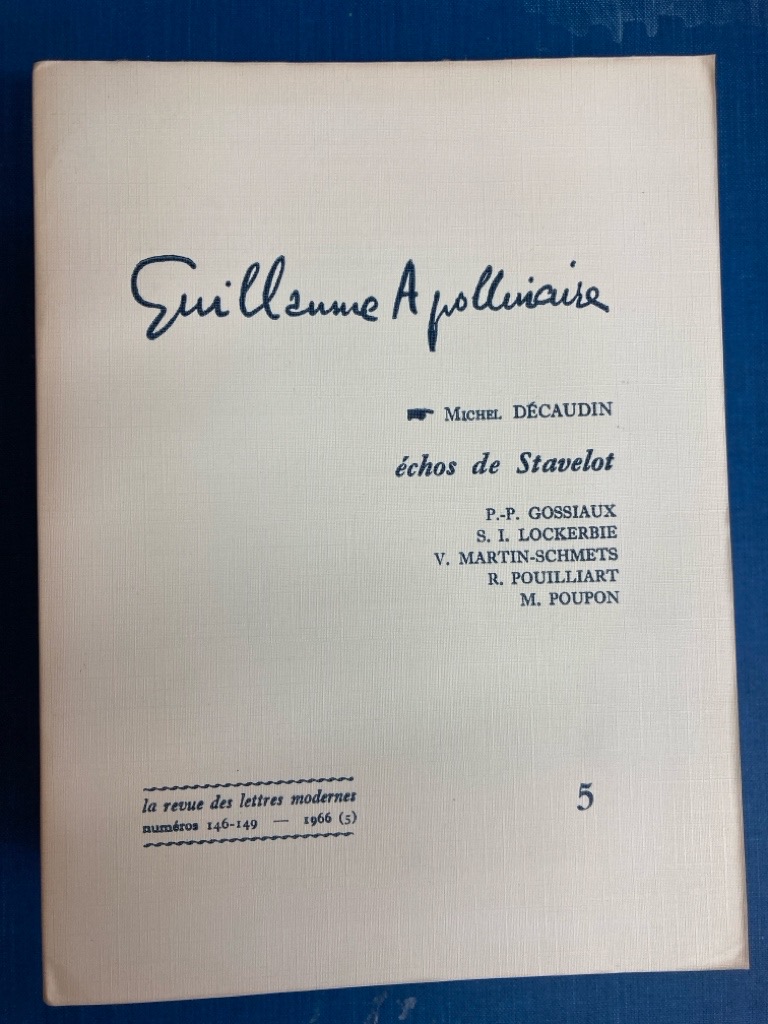 Guillaume Apollinaire
☛ Michel DÉCAUDIN
échos de Stavelot
P.-P. GOSSIAUX
S. I. LOCKERBIE
V. MARTIN-SCHMETS
R. POUILLIART
M. POUPON
la revue des lettres modernes
numéros 146-149 — 1966 (5)
5